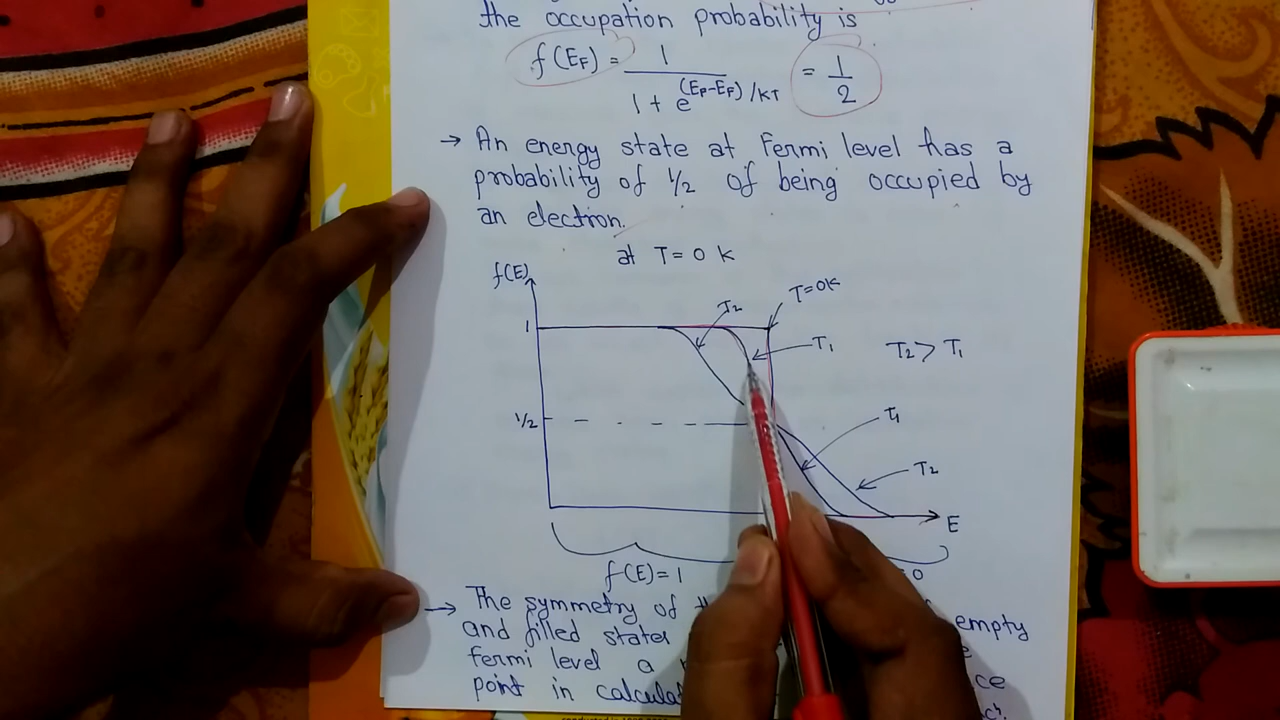 the occupation probability is
f(EF) = 1 / 1 + e^(EF-EF)/KT = 1/2
→ An energy state at Fermi level has a
probability of 1/2 of being occupied by
an electron.
at T = 0 K
f(E)
T=0K
T2
1
T1
T2 > T1
1/2
T1
T2
E
f(E) = 1
=0
→ The symmetry of
empty
and filled states
fermi level a
point in